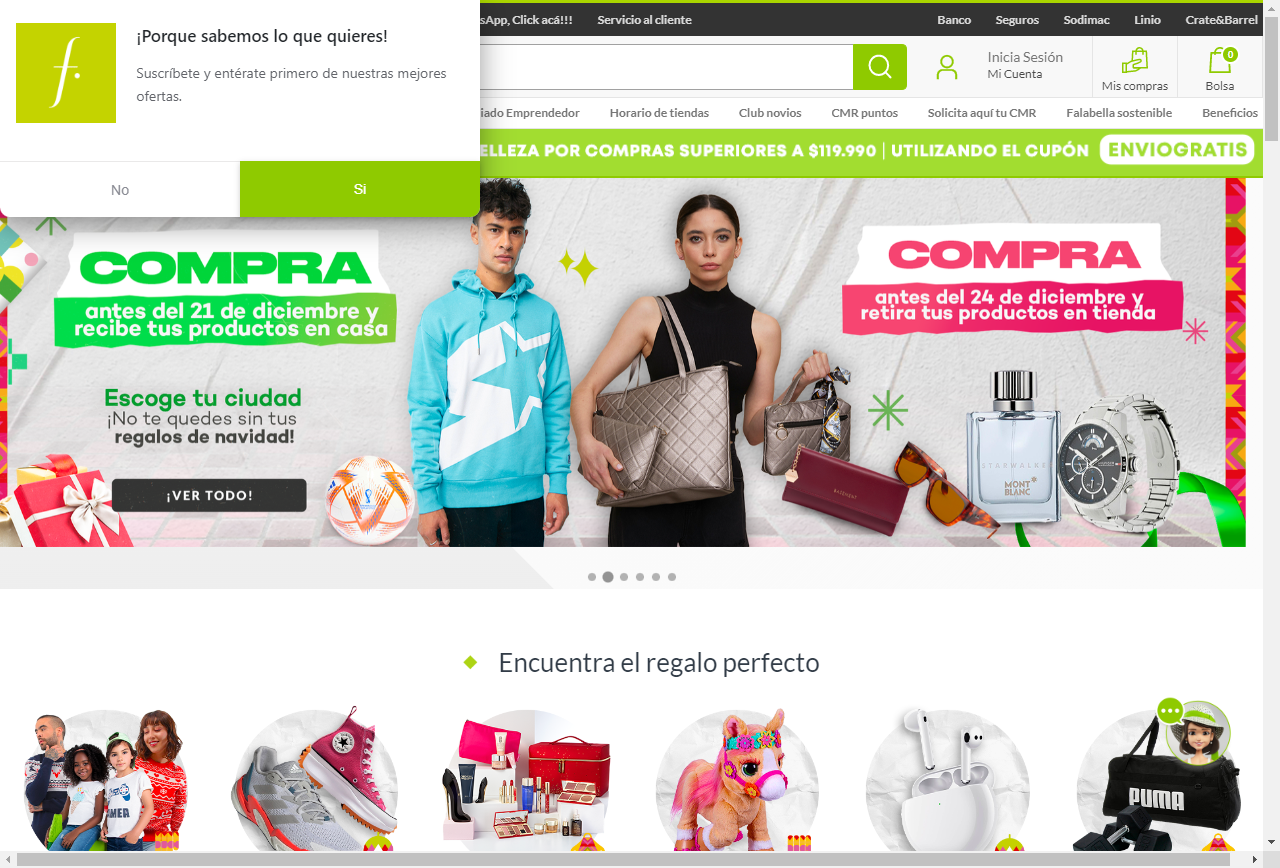 ¡Porque sabemos lo que quieres!
Suscríbete y entérate primero de nuestras mejores
ofertas.
No
Si
sApp, Click acá!!!
Servicio al cliente
Banco
Seguros
Sodimac
Linio
Crate&Barrel
Inicia Sesión
Mi Cuenta
Mis compras
0
Bolsa
iado Emprendedor
Horario de tiendas
Club novios
CMR puntos
Solicita aquí tu CMR
Falabella sostenible
Beneficios
ELLEZA POR COMPRAS SUPERIORES A $119.990 | UTILIZANDO EL CUPÓN ENVIOGRATIS
COMPRA
antes del 21 de diciembre y
recibe tus productos en casa
Escoge tu ciudad
¡No te quedes sin tus
regalos de navidad!
¡VER TODO!
COMPRA
antes del 24 de diciembre y
retira tus productos en tienda
BASEMENT
STARWALKER
MONT
BLANC
Encuentra el regalo perfecto
PUMA